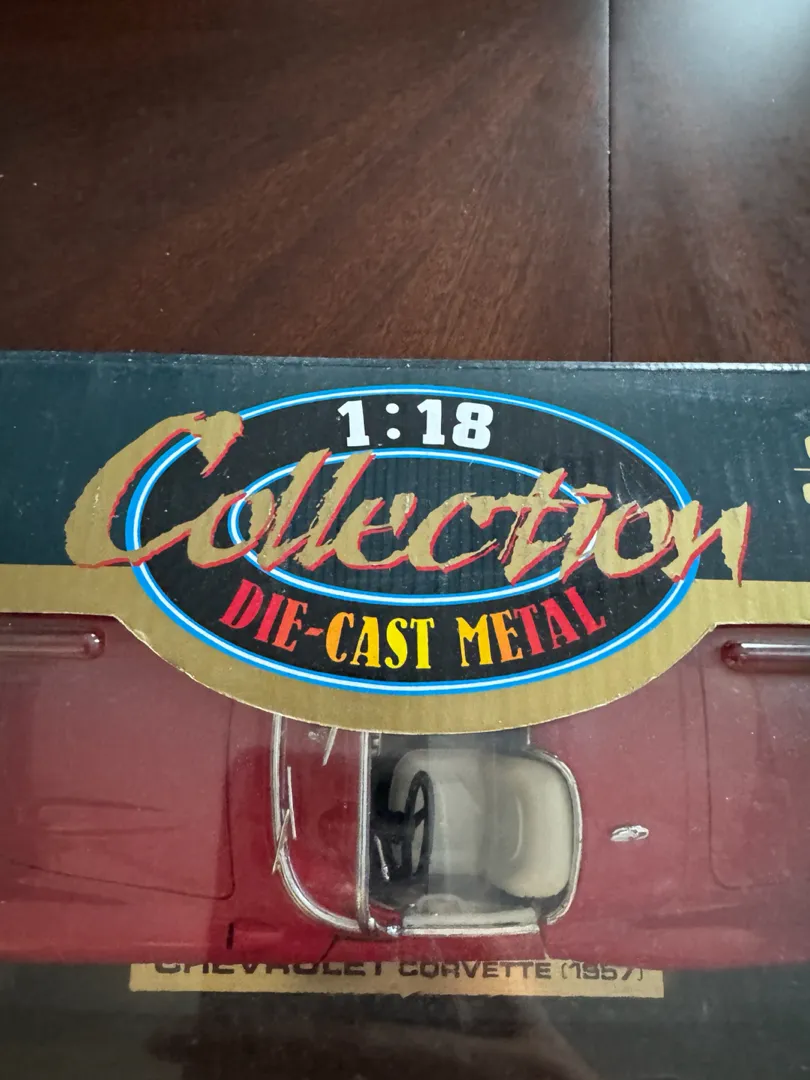 1:18
Collection
DIE-CAST METAL
CHEVROLET CORVETTE (1957)